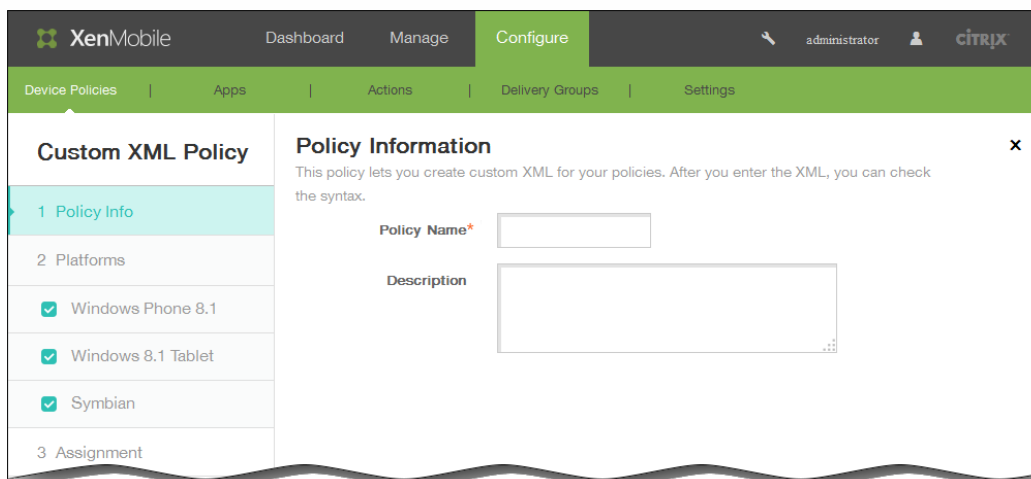 XenMobile Dashboard Manage Configure administrator CİTRIX
Device Policies | Apps | Actions | Delivery Groups | Settings
Custom XML Policy
1 Policy Info
2 Platforms
Windows Phone 8.1
Windows 8.1 Tablet
Symbian
3 Assignment
Policy Information
This policy lets you create custom XML for your policies. After you enter the XML, you can check
the syntax.
Policy Name*
Description